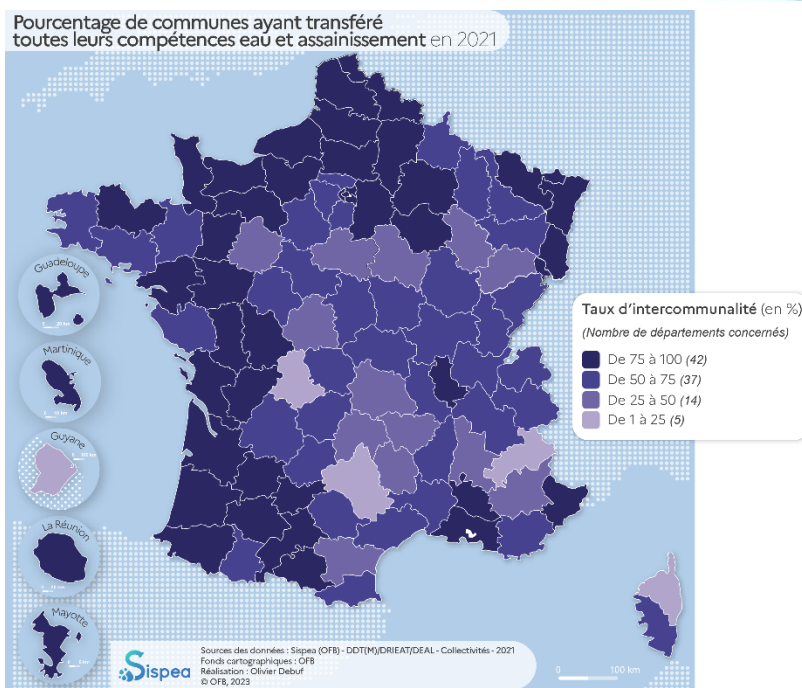 Pourcentage de communes ayant transféré
toutes leurs compétences eau et assainissement en 2021
Guadeloupe
Martinique
Guyane
La Réunion
Mayotte
Taux d'intercommunalité (en %)
(Nombre de départements concernés)
De 75 à 100 (42)
De 50 à 75 (37)
De 25 à 50 (14)
De 1 à 25 (5)
Sispea
Sources des données : Sispea (OFB) - DDT(M)/DRIEAT/DEAL - Collectivités - 2021
Fonds cartographiques : OFB
Réalisation : Olivier Debuf
© OFB, 2023
0 100 km